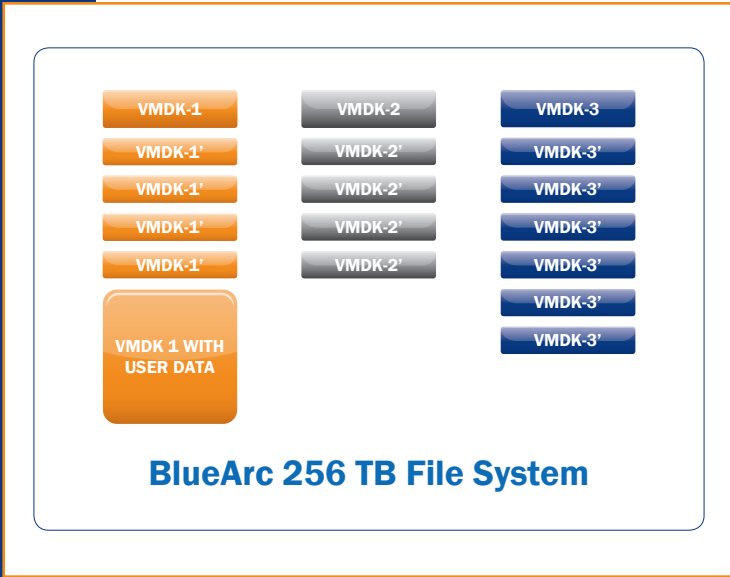 VMDK-1
VMDK-2
VMDK-3
VMDK-1'
VMDK-2'
VMDK-3'
VMDK-1'
VMDK-2'
VMDK-3'
VMDK-1'
VMDK-2'
VMDK-3'
VMDK-1'
VMDK-2'
VMDK-3'
VMDK-3'
VMDK-3'
VMDK 1 WITH
USER DATA
BlueArc 256 TB File System